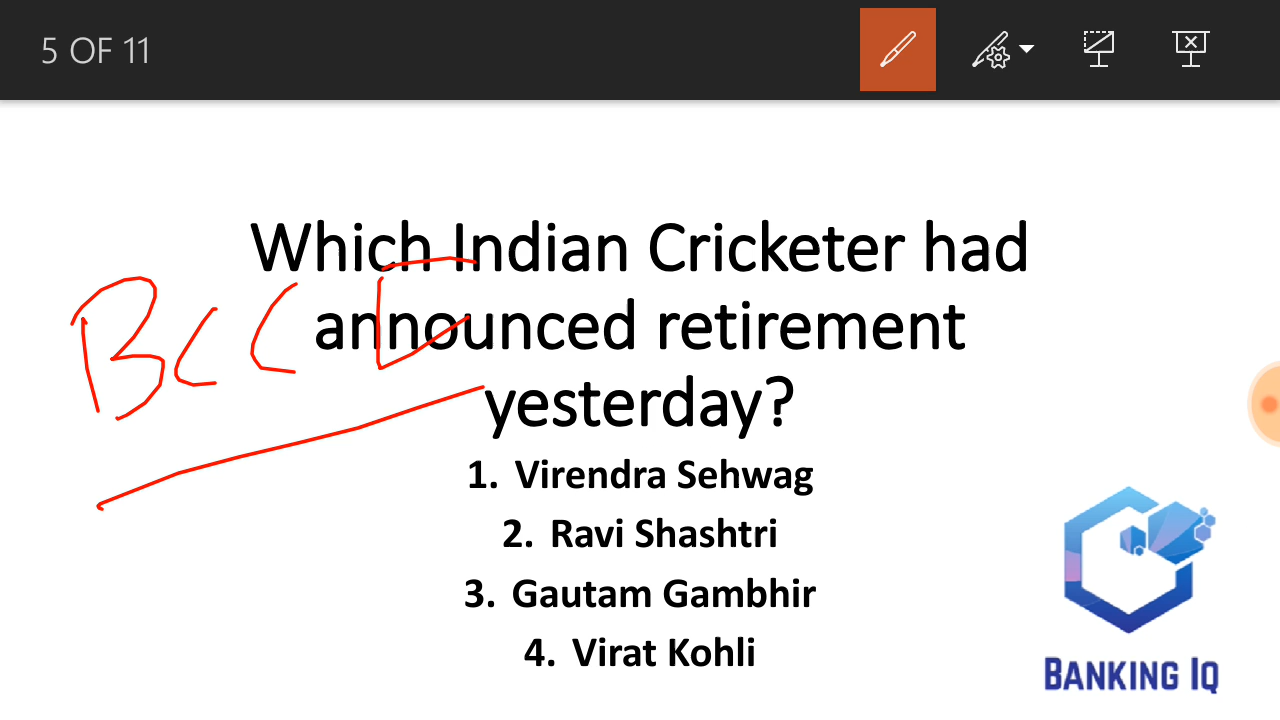 5 OF 11
Which Indian Cricketer had
announced retirement
yesterday?
BCC
1. Virendra Sehwag
2. Ravi Shashtri
3. Gautam Gambhir
4. Virat Kohli
BANKING IQ